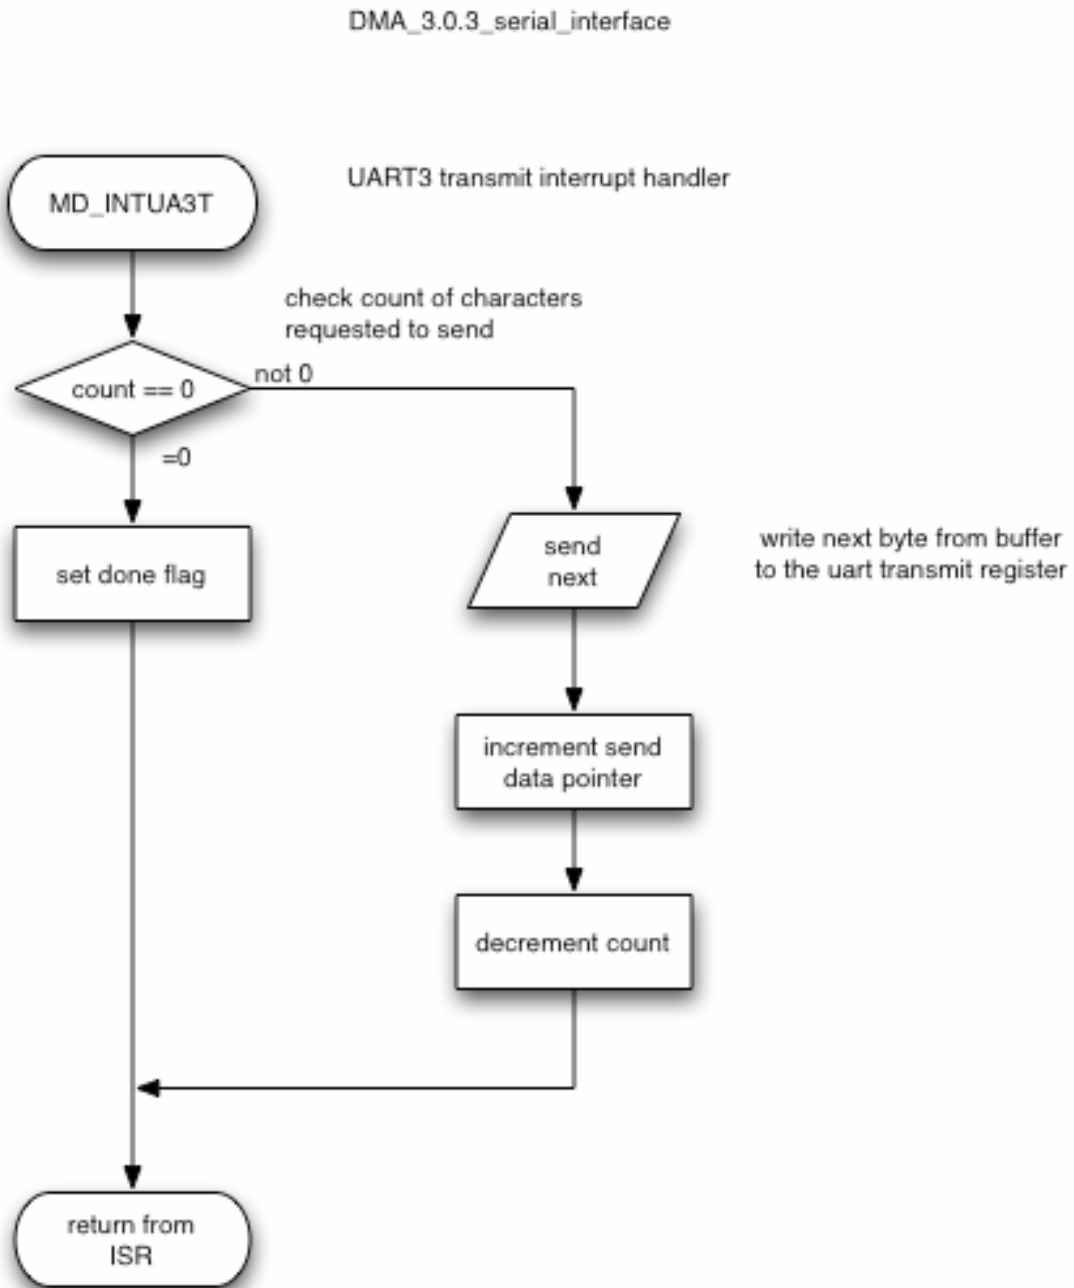 DMA_3.0.3_serial_interface
UART3 transmit interrupt handler
MD_INTUA3T
check count of characters
requested to send
not 0
count == 0
=0
set done flag
send
next
write next byte from buffer
to the uart transmit register
increment send
data pointer
decrement count
return from
ISR